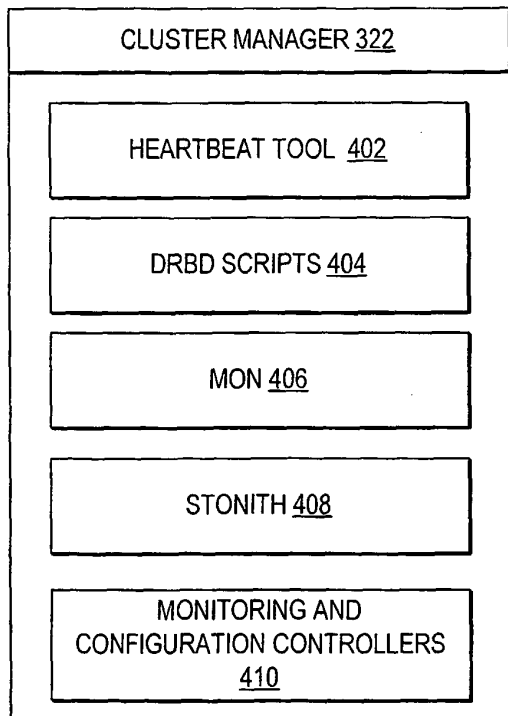 CLUSTER MANAGER 322
HEARTBEAT TOOL 402
DRBD SCRIPTS 404
MON 406
STONITH 408
MONITORING AND
CONFIGURATION CONTROLLERS
410